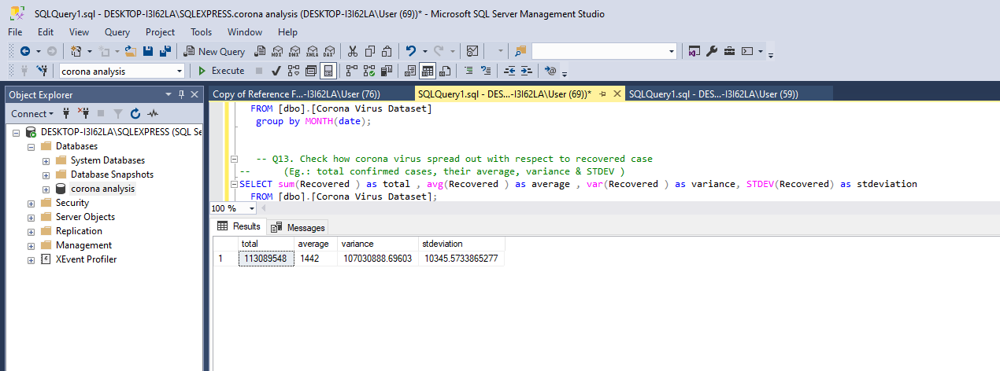 SQLQuery1.sql - DESKTOP-I3I62LA\SQLEXPRESS.corona analysis (DESKTOP-I3I62LA\User (69))* - Microsoft SQL Server Management Studio
File Edit View Query Project Tools Window Help
New Query MDX DMX XMLA DAX
corona analysis Execute
Object Explorer
Connect
DESKTOP-I3I62LA\SQLEXPRESS (SQL Se
Databases
System Databases
Database Snapshots
corona analysis
Security
Server Objects
Replication
Management
XEvent Profiler
Copy of Reference F...-I3I62LA\User (76)) SQLQuery1.sql - DES...-I3I62LA\User (69))* SQLQuery1.sql - DES...-I3I62LA\User (59))
FROM [dbo].[Corona Virus Dataset]
group by MONTH(date);
-- Q13. Check how corona virus spread out with respect to recovered case
-- (Eg.: total confirmed cases, their average, variance & STDEV )
SELECT sum(Recovered ) as total , avg(Recovered ) as average , var(Recovered ) as variance, STDEV(Recovered) as stdeviation
FROM [dbo].[Corona Virus Dataset];
100 %
Results Messages
total average variance stdeviation
1 113089548 1442 107030888.69603 10345.5733865277